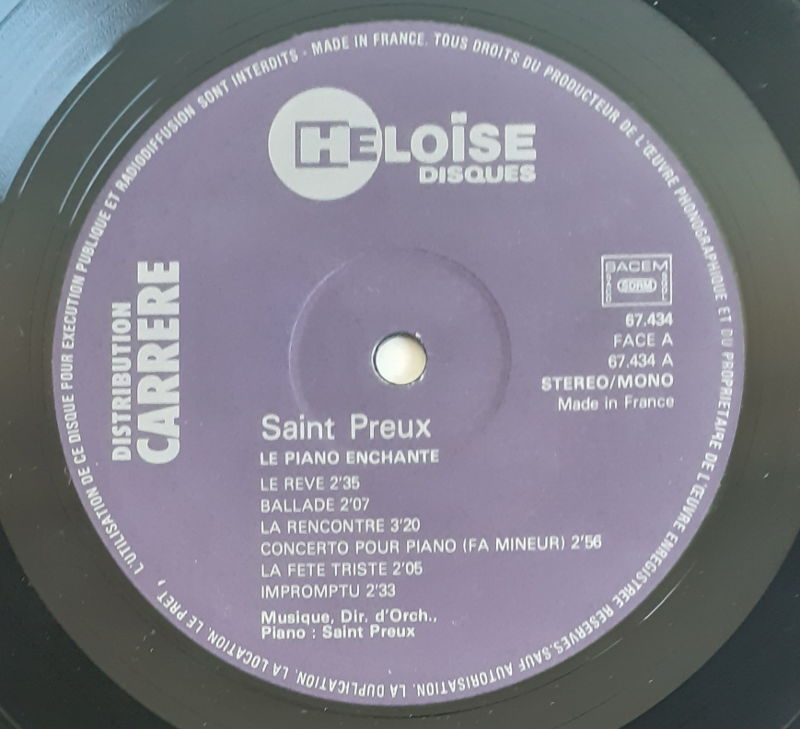 HELOÏSE
DISQUES
DISTRIBUTION
CARRERE
SACEM
SDRM
67.434
FACE A
67.434 A
STEREO/MONO
Made in France
Saint Preux
LE PIANO ENCHANTE
LE REVE 2'35
BALLADE 2'07
LA RENCONTRE 3'20
CONCERTO POUR PIANO (FA MINEUR) 2'56
LA FETE TRISTE 2'05
IMPROMPTU 2'33
Musique, Dir. d'Orch.,
Piano : Saint Preux
MADE IN FRANCE. TOUS DROITS DU PRODUCTEUR DE L'ŒUVRE PHONOGRAPHIQUE ET DU PROPRIETAIRE DE L'ŒUVRE ENREGISTREE RESERVES.SAUF AUTORISATION. LA DUPLICATION. LA LOCATION. LE PRET, L'UTILISATION DE CE DISQUE POUR EXECUTION PUBLIQUE ET RADIODIFFUSION SONT INTERDITS -